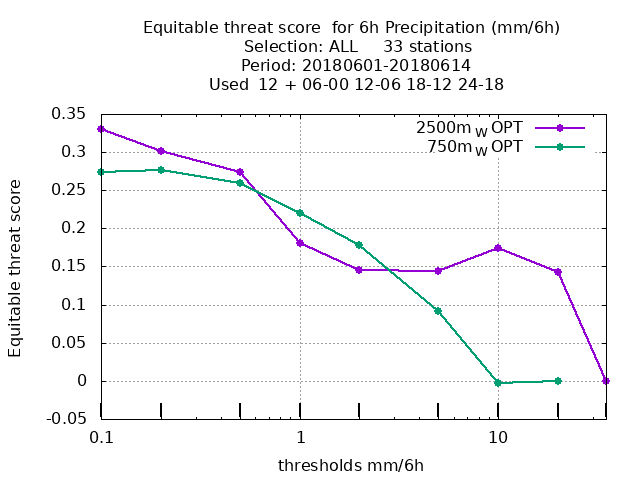 Equitable threat score  for 6h Precipitation (mm/6h)
Selection: ALL     33 stations
Period: 20180601-20180614
Used  12 + 06-00 12-06 18-12 24-18
2500m W OPT
750m W OPT
0.35
0.3
0.25
0.2
0.15
0.1
0.05
0
-0.05
Equitable threat score
0.1 1 10
thresholds mm/6h